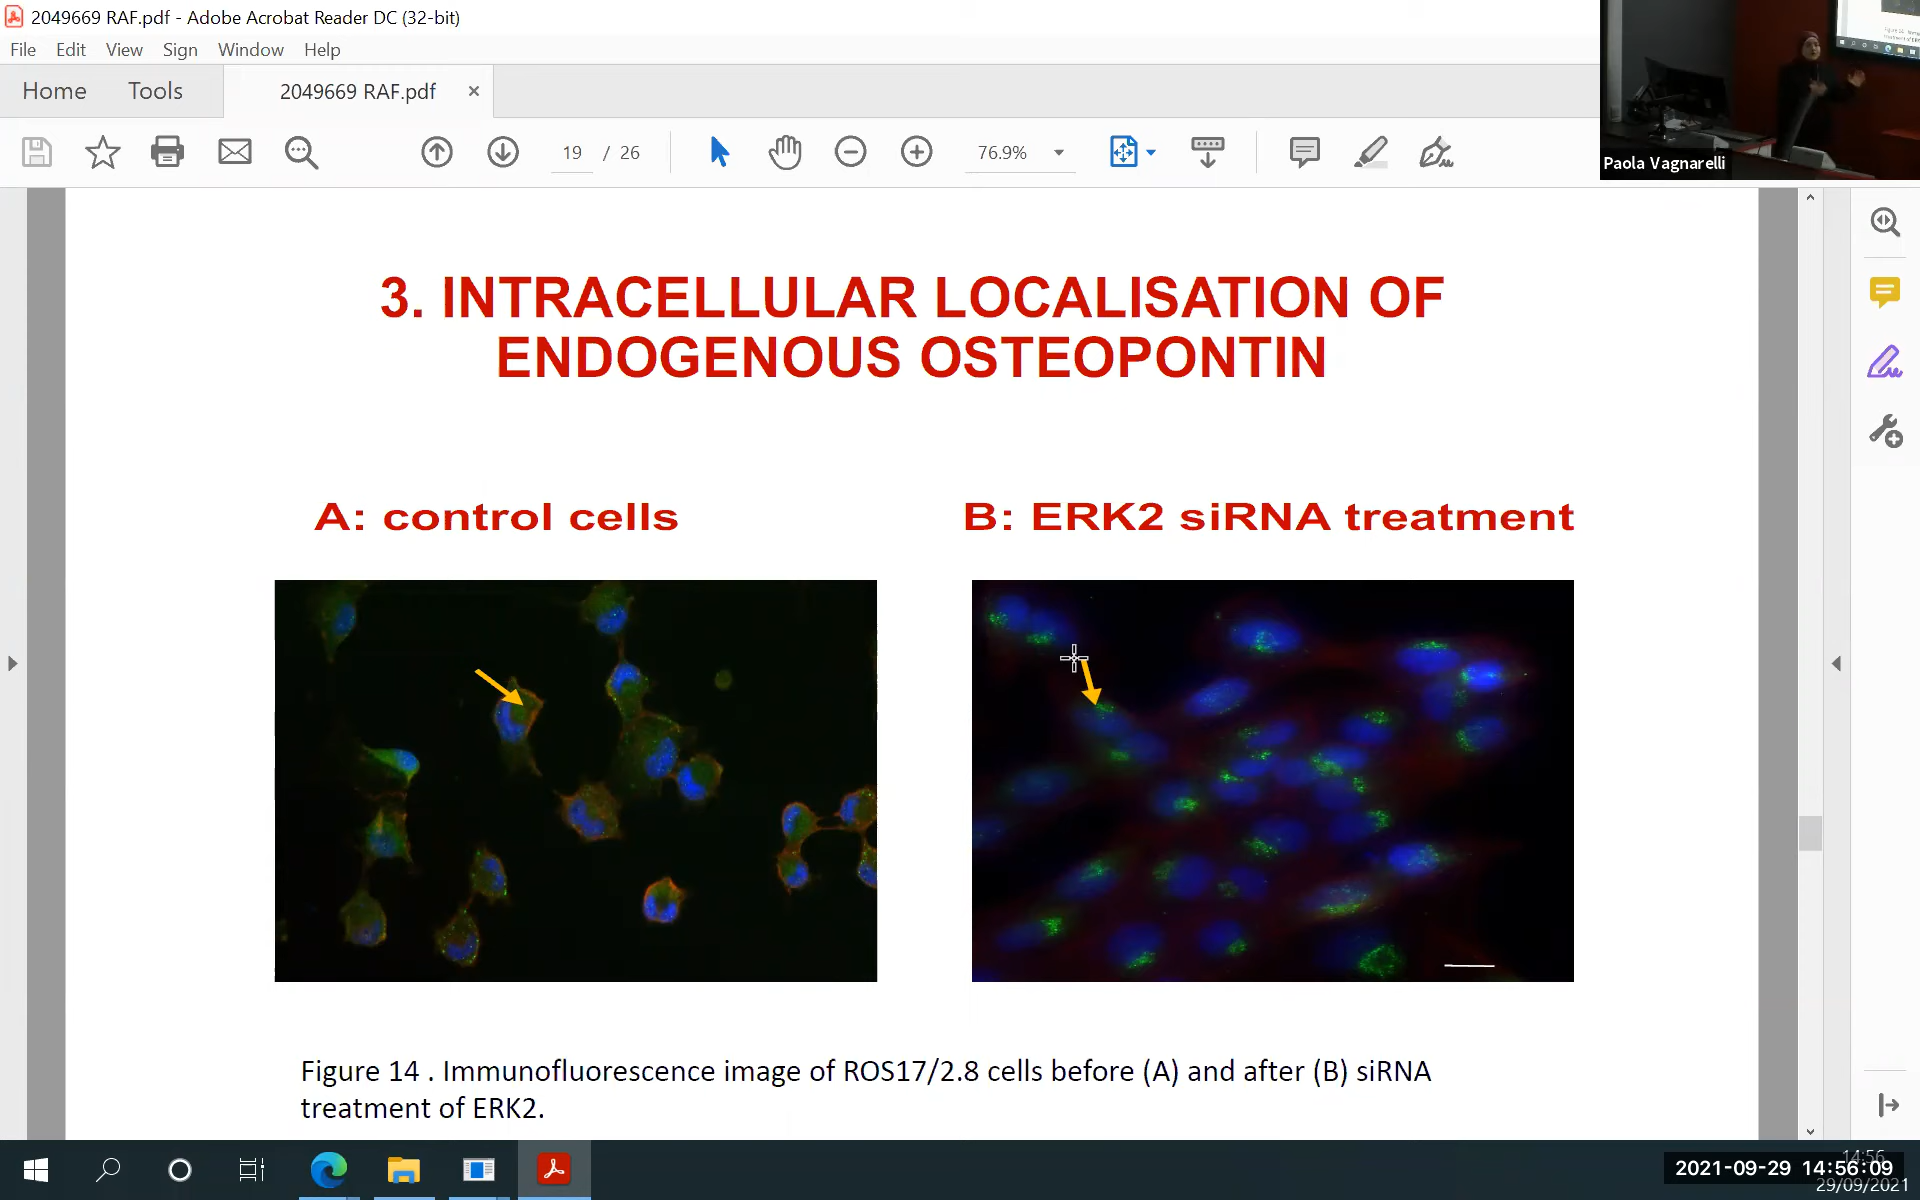 2049669 RAF.pdf - Adobe Acrobat Reader DC (32-bit)
File Edit View Sign Window Help
Home Tools 2049669 RAF.pdf ×
19 / 26 76.9%
Paola Vagnarelli
3. INTRACELLULAR LOCALISATION OF
ENDOGENOUS OSTEOPONTIN
A: control cells
B: ERK2 siRNA treatment
Figure 14 . Immunofluorescence image of ROS17/2.8 cells before (A) and after (B) siRNA
treatment of ERK2.
14:56
2021-09-29 14:56:09
29/09/2021